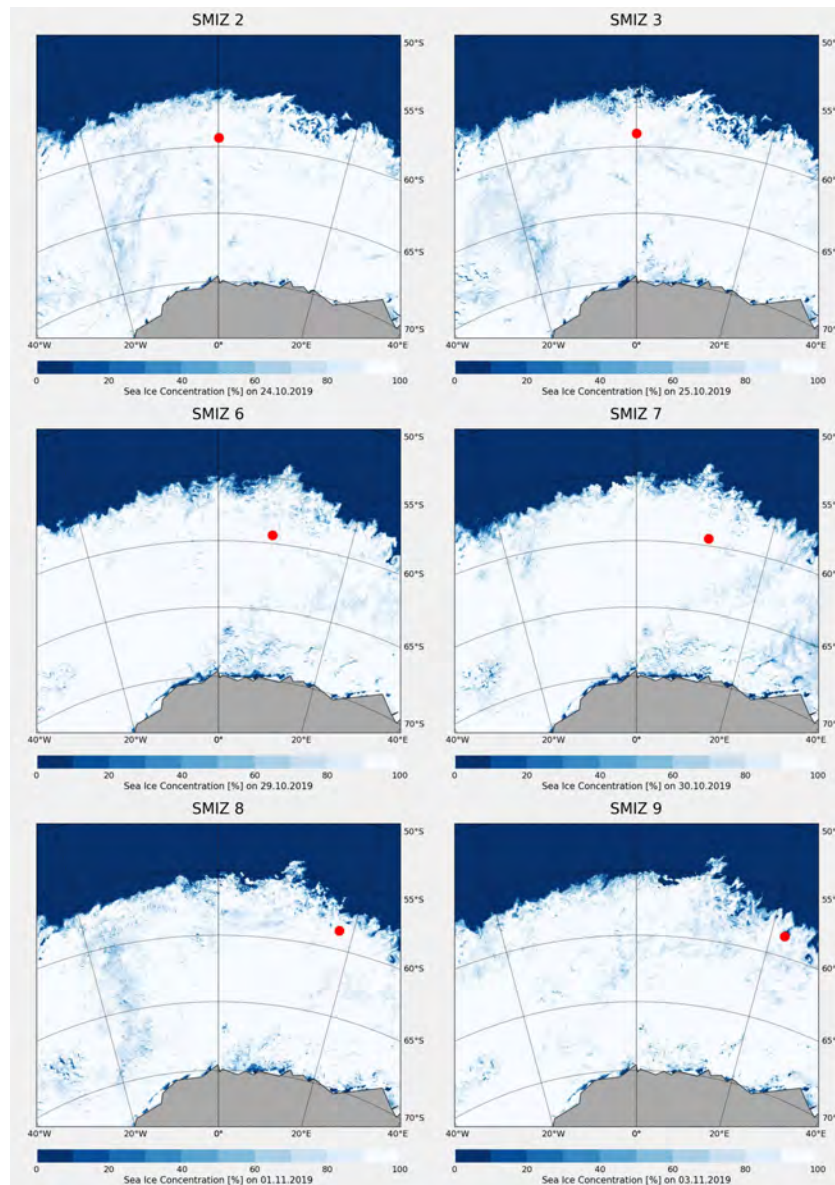 SMIZ 2 SMIZ 3
50°S 50°S
55°S 55°S
60°S 60°S
65°S 65°S
70°S 70°S
40°W 20°W 0° 20°E 40°E 40°W 20°W 0° 20°E 40°E
0 20 40 60 80 100 0 20 40 60 80 100
Sea Ice Concentration [%] on 24.10.2019 Sea Ice Concentration [%] on 25.10.2019
SMIZ 6 SMIZ 7
50°S 50°S
55°S 55°S
60°S 60°S
65°S 65°S
70°S 70°S
40°W 20°W 0° 20°E 40°E 40°W 20°W 0° 20°E 40°E
0 20 40 60 80 100 0 20 40 60 80 100
Sea Ice Concentration [%] on 29.10.2019 Sea Ice Concentration [%] on 30.10.2019
SMIZ 8 SMIZ 9
50°S 50°S
55°S 55°S
60°S 60°S
65°S 65°S
70°S 70°S
40°W 20°W 0° 20°E 40°E 40°W 20°W 0° 20°E 40°E
0 20 40 60 80 100 0 20 40 60 80 100
Sea Ice Concentration [%] on 01.11.2019 Sea Ice Concentration [%] on 03.11.2019